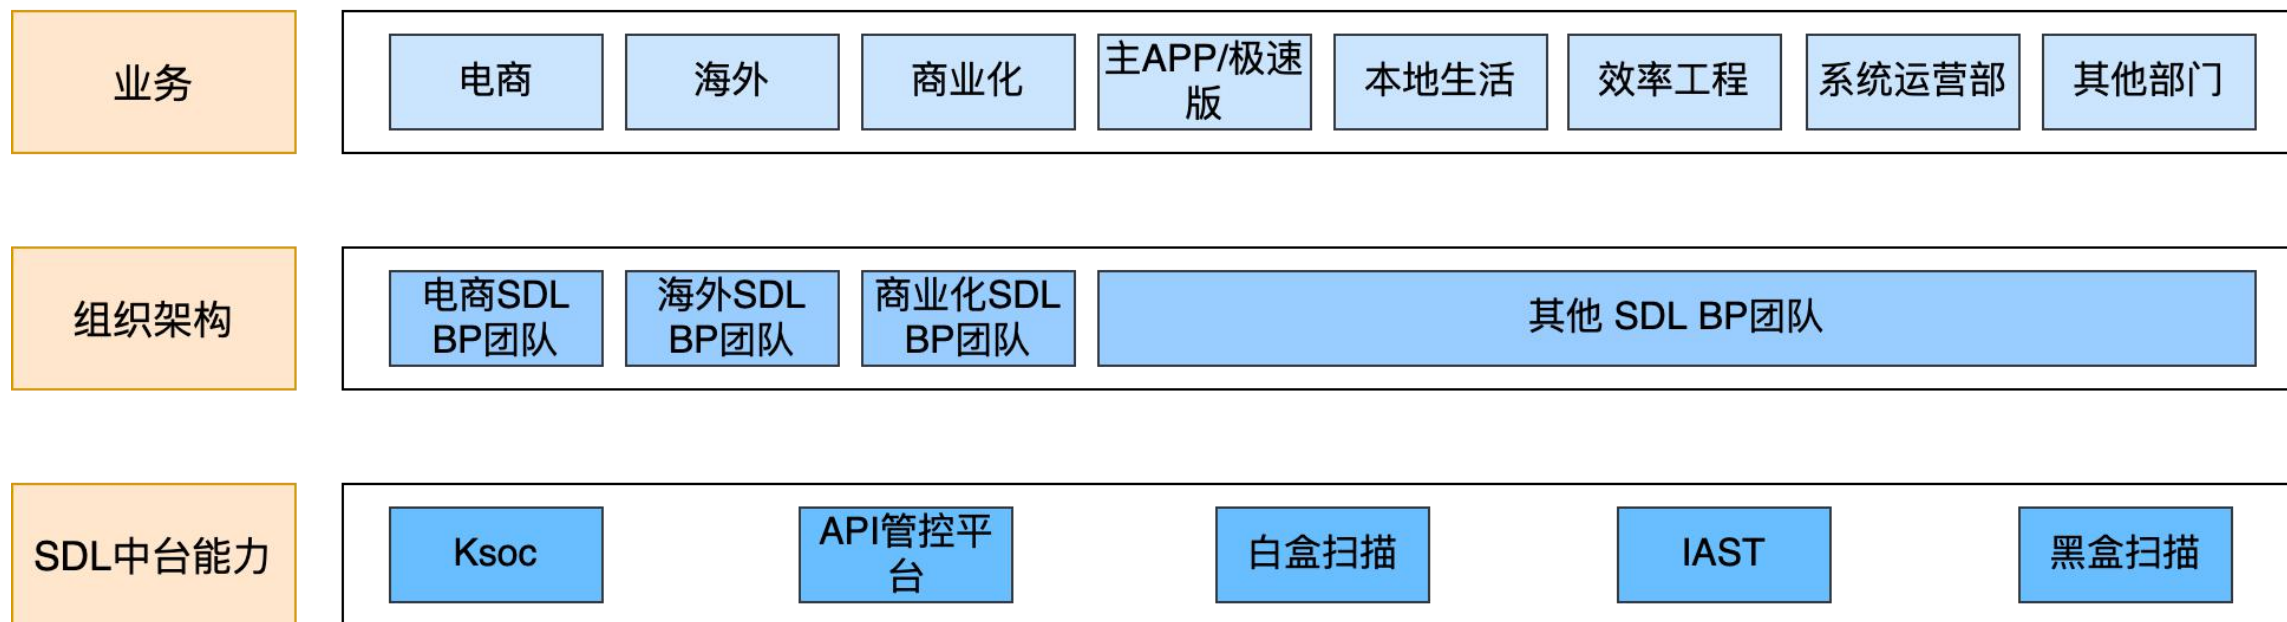 业务
电商
海外
商业化
主APP/极速
版
本地生活
效率工程
系统运营部
其他部门
组织架构
电商SDL
BP团队
海外SDL
BP团队
商业化SDL
BP团队
其他 SDL BP团队
SDL中台能力
Ksoc
API管控平
台
白盒扫描
IAST
黑盒扫描